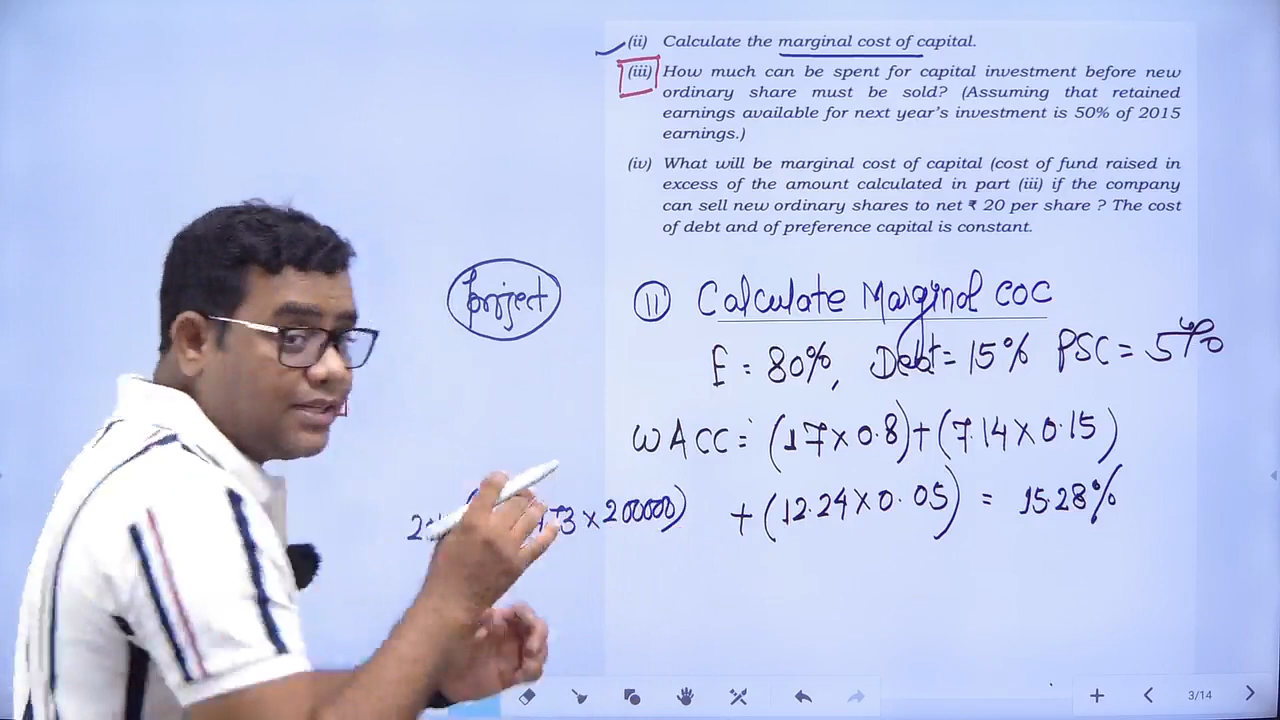 (ii) Calculate the marginal cost of capital.
(iii) How much can be spent for capital investment before new
ordinary share must be sold? (Assuming that retained
earnings available for next year's investment is 50% of 2015
earnings.)
(iv) What will be marginal cost of capital (cost of fund raised in
excess of the amount calculated in part (iii) if the company
can sell new ordinary shares to net ₹ 20 per share ? The cost
of debt and of preference capital is constant.
project
(11) Calculate Marginal COC
E = 80%, Debt = 15% PSC = 5%
WACC = (17 × 0.8) + (7.14 × 0.15)
3 × 200000)
+ (12.24 × 0.05) = 15.28%
3/14